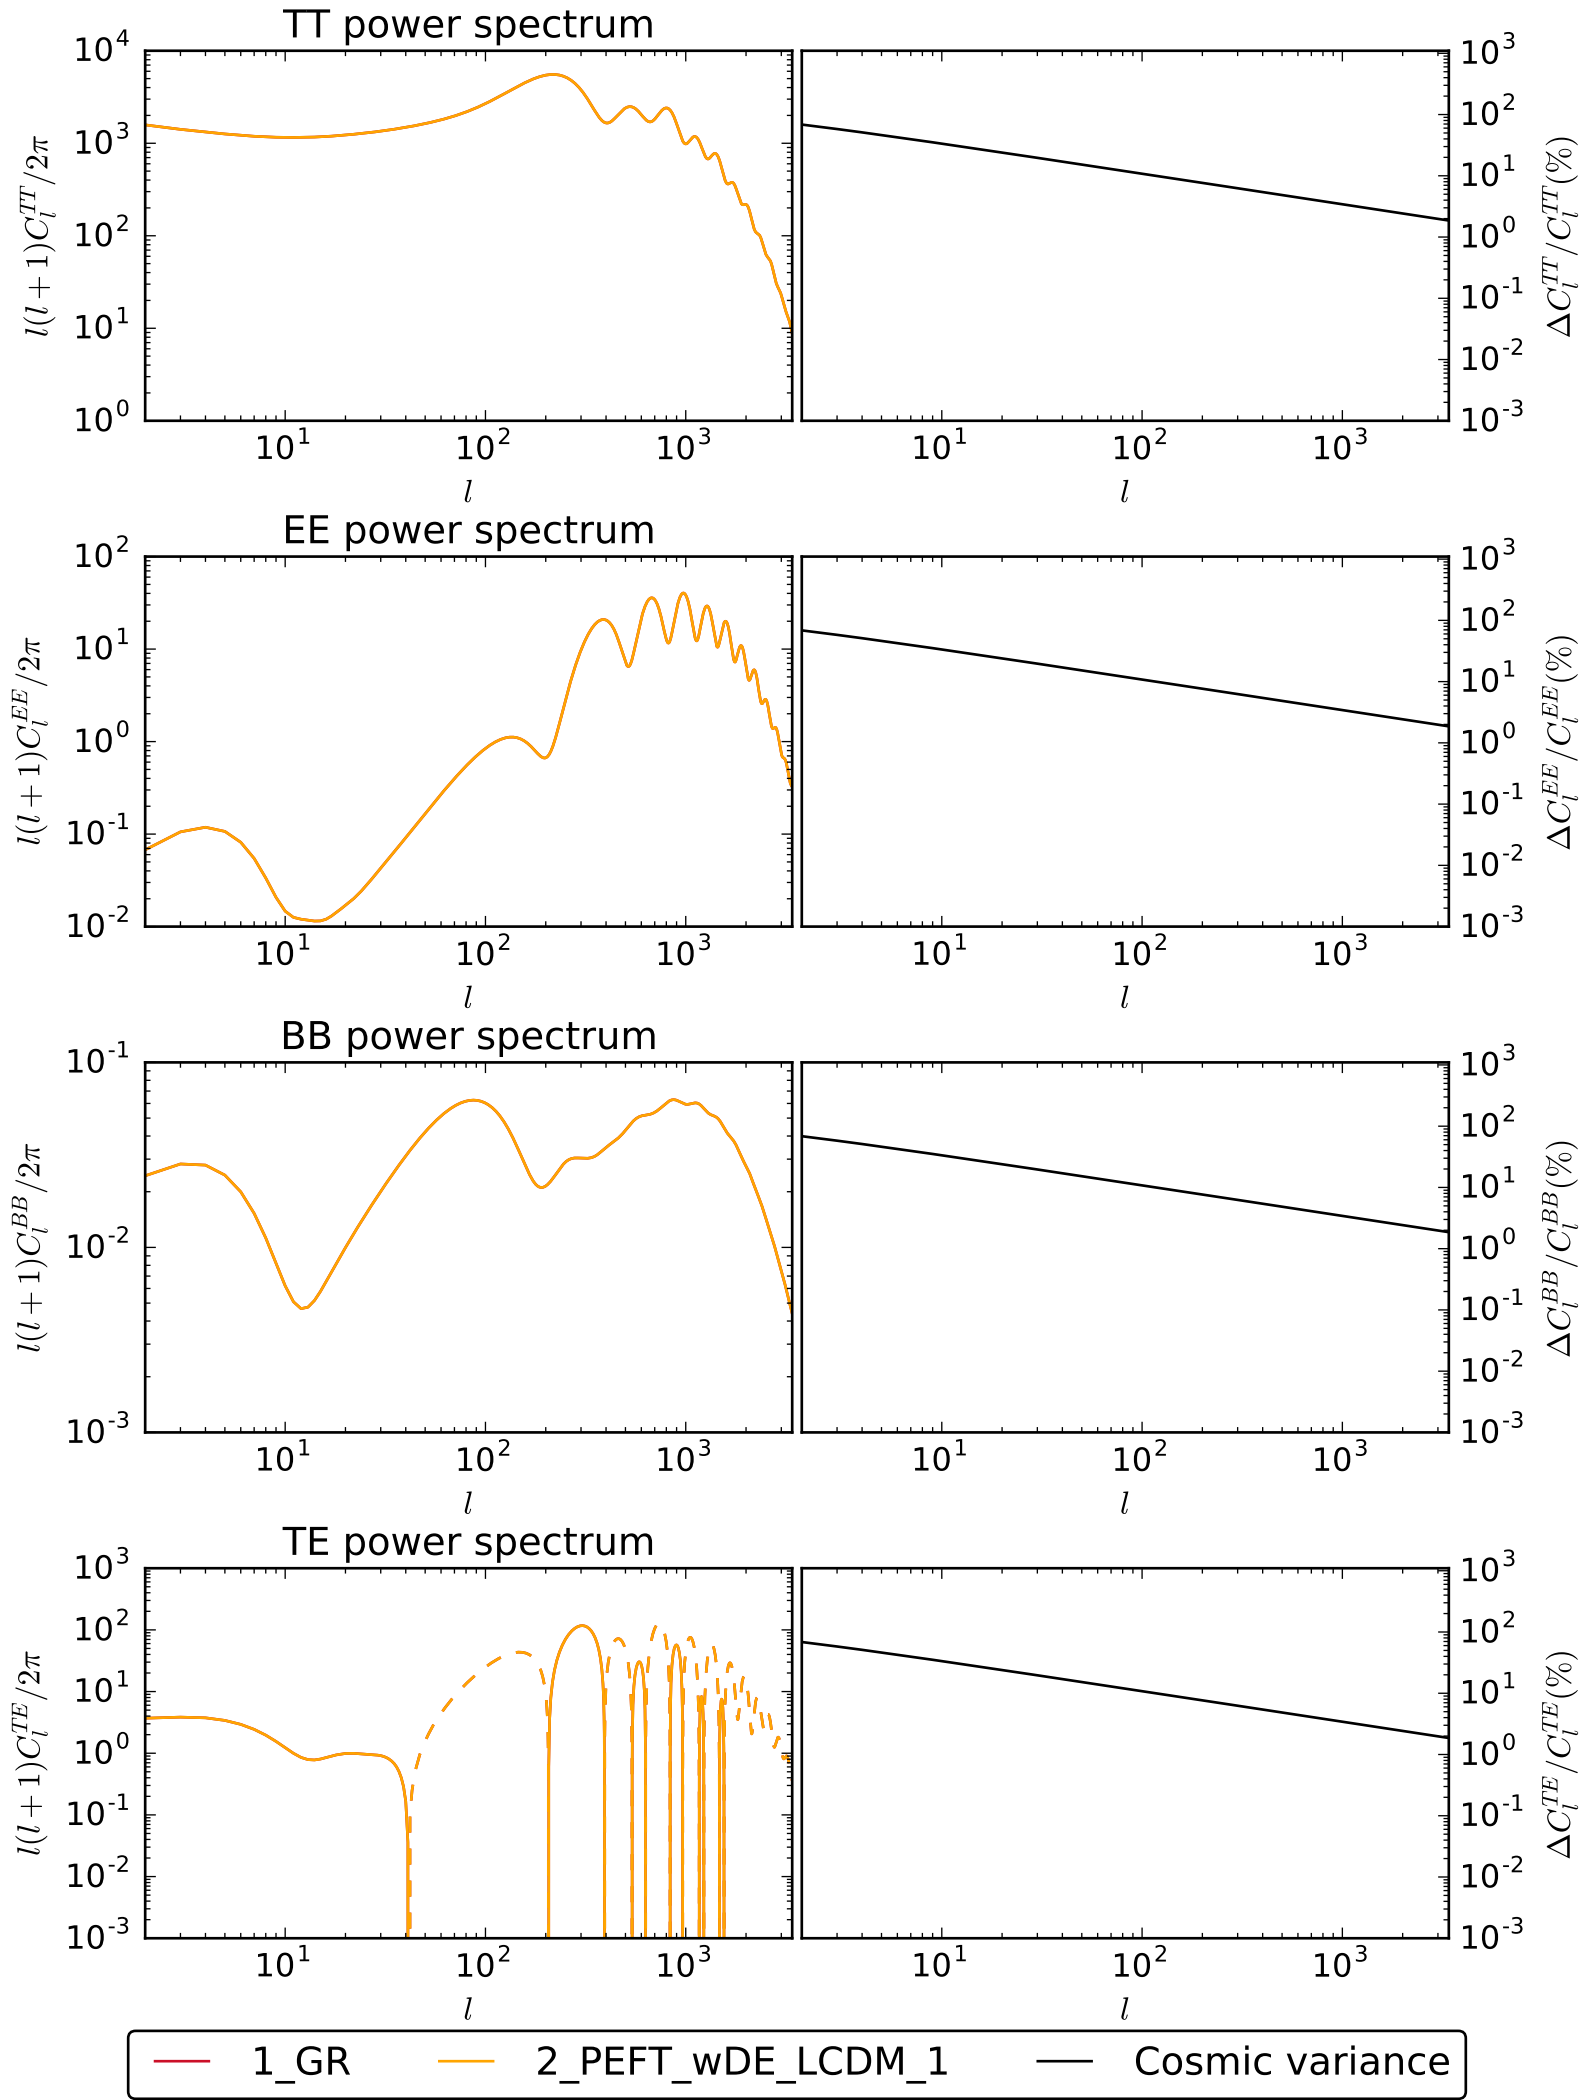 TT power spectrum
10^4
10^3
10^2
10^1
10^0
l(l + 1)C_l^{TT}/2π
10^1 10^2 10^3
l
10^3
10^2
10^1
10^0
10^-1
10^-2
10^-3
ΔC_l^{TT}/C_l^{TT}(%)
10^1 10^2 10^3
l
EE power spectrum
10^2
10^1
10^0
10^-1
10^-2
l(l + 1)C_l^{EE}/2π
10^1 10^2 10^3
l
10^3
10^2
10^1
10^0
10^-1
10^-2
10^-3
ΔC_l^{EE}/C_l^{EE}(%)
10^1 10^2 10^3
l
BB power spectrum
10^-1
10^-2
10^-3
l(l + 1)C_l^{BB}/2π
10^1 10^2 10^3
l
10^3
10^2
10^1
10^0
10^-1
10^-2
10^-3
ΔC_l^{BB}/C_l^{BB}(%)
10^1 10^2 10^3
l
TE power spectrum
10^3
10^2
10^1
10^0
10^-1
10^-2
10^-3
l(l + 1)C_l^{TE}/2π
10^1 10^2 10^3
l
10^3
10^2
10^1
10^0
10^-1
10^-2
10^-3
ΔC_l^{TE}/C_l^{TE}(%)
10^1 10^2 10^3
l
1_GR 2_PEFT_wDE_LCDM_1 Cosmic variance